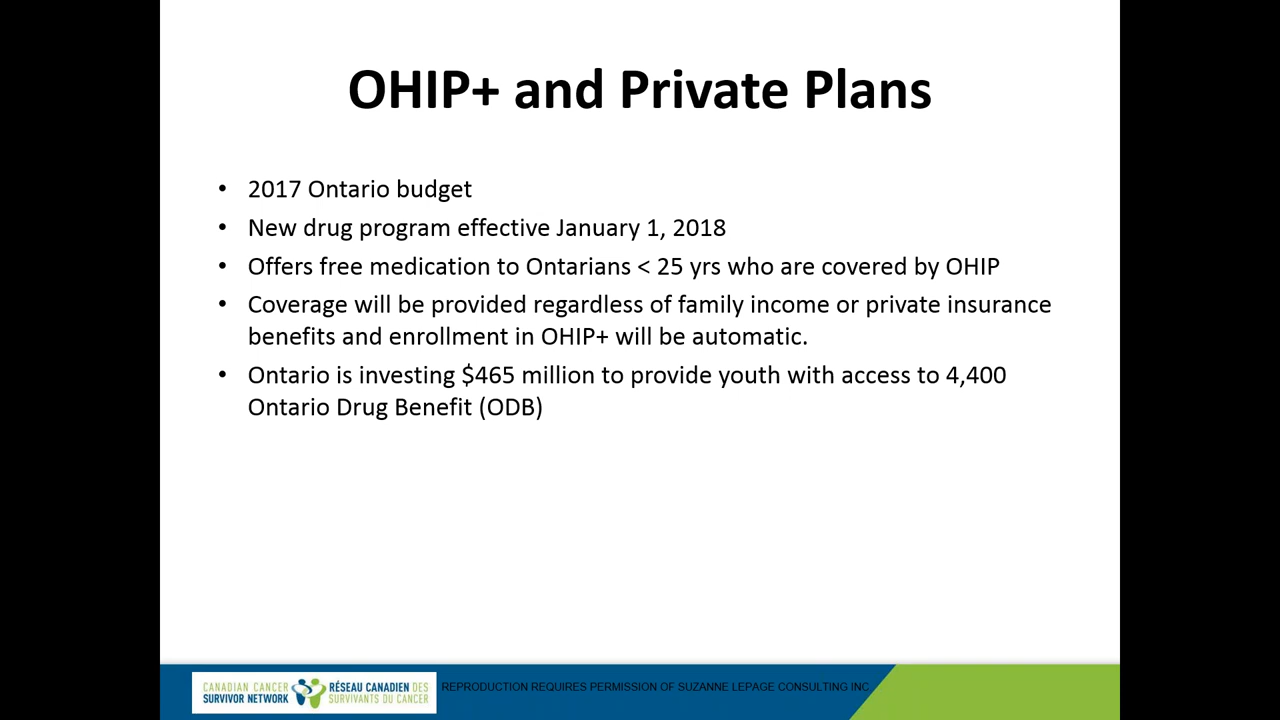 OHIP+ and Private Plans
• 2017 Ontario budget
• New drug program effective January 1, 2018
• Offers free medication to Ontarians < 25 yrs who are covered by OHIP
• Coverage will be provided regardless of family income or private insurance
benefits and enrollment in OHIP+ will be automatic.
• Ontario is investing $465 million to provide youth with access to 4,400
Ontario Drug Benefit (ODB)
CANADIAN CANCER
SURVIVOR NETWORK
RÉSEAU CANADIEN DES
SURVIVANTS DU CANCER
REPRODUCTION REQUIRES PERMISSION OF SUZANNE LEPAGE CONSULTING INC.